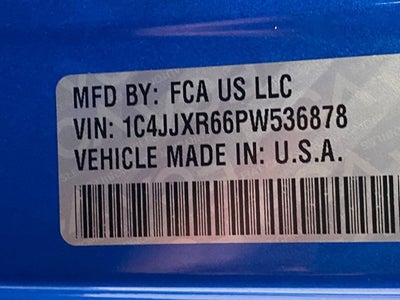 MFD BY: FCA US LLC
VIN: 1C4JJXR66PW536878
VEHICLE MADE IN: U.S.A.